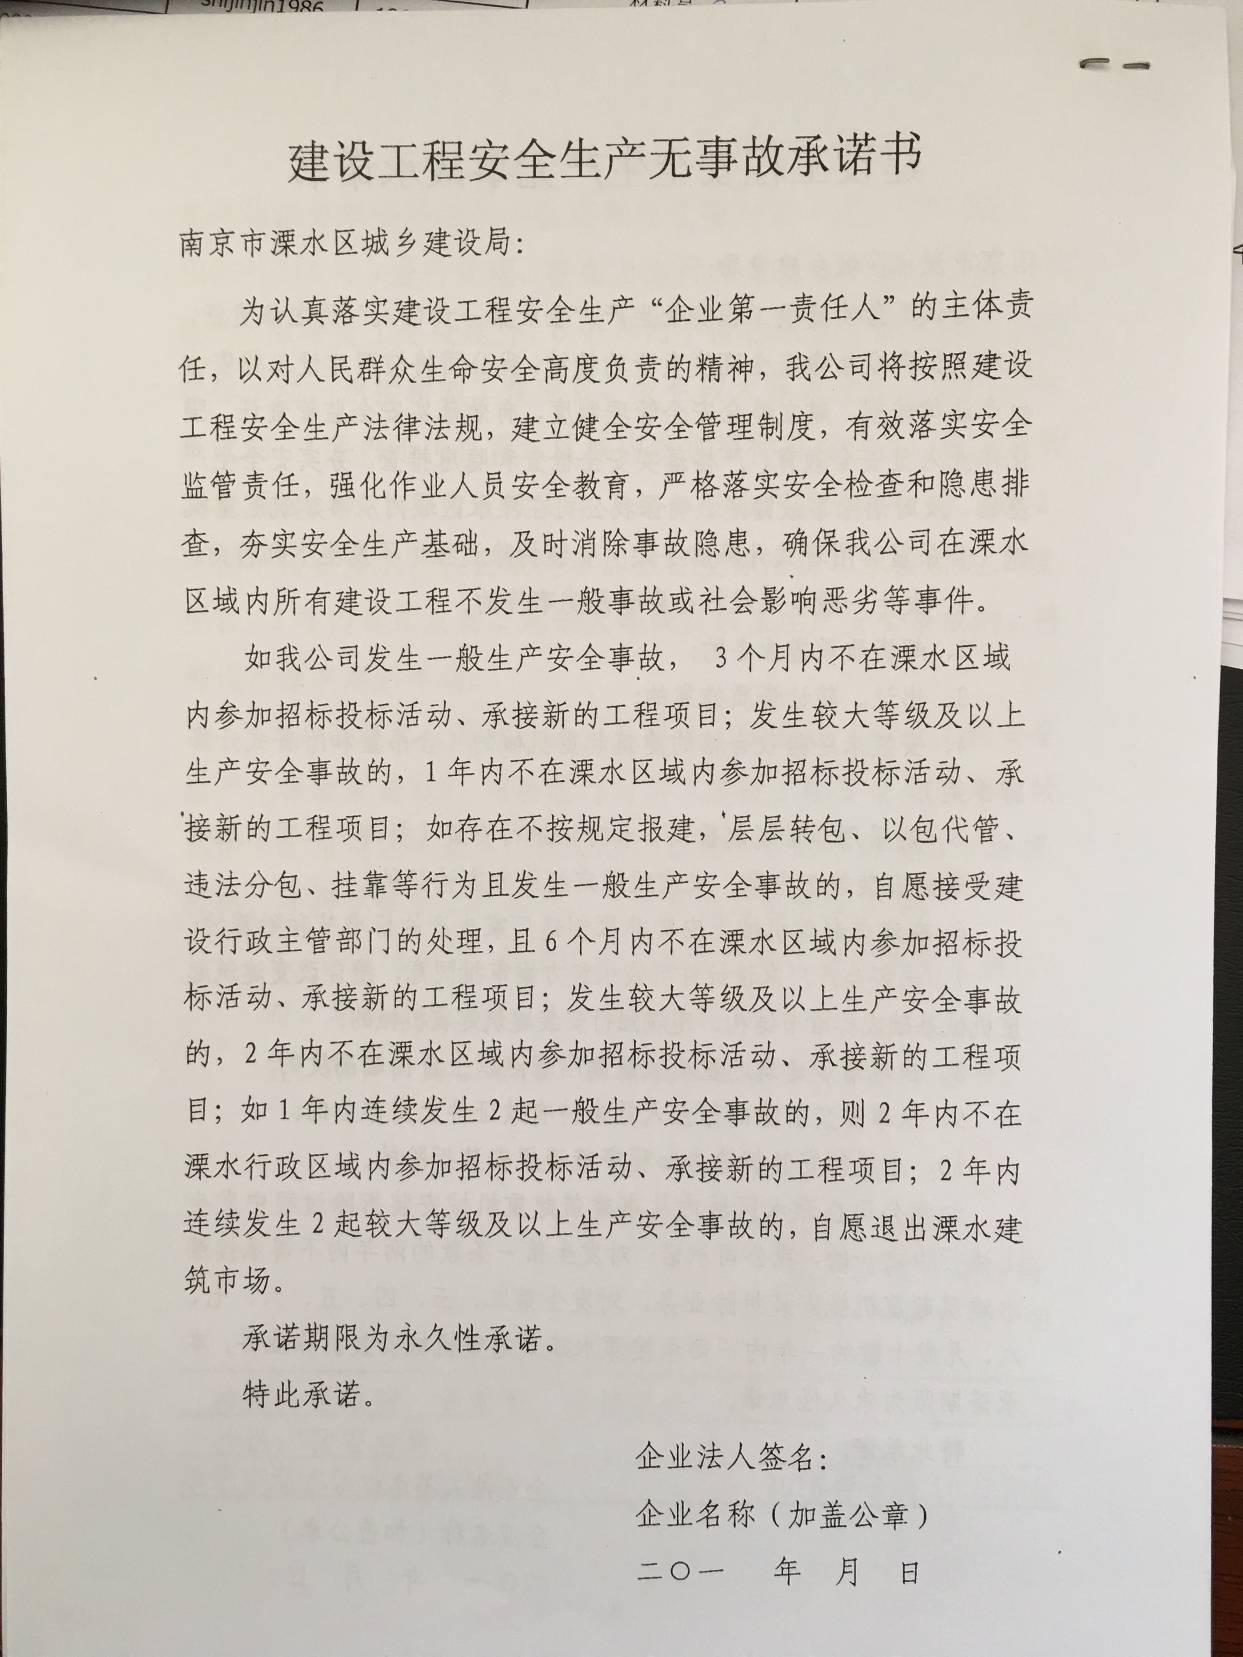 shijinjin1986
建设工程安全生产无事故承诺书
南京市溧水区城乡建设局：
为认真落实建设工程安全生产“企业第一责任人”的主体责
任，以对人民群众生命安全高度负责的精神，我公司将按照建设
工程安全生产法律法规，建立健全安全管理制度，有效落实安全
监管责任，强化作业人员安全教育，严格落实安全检查和隐患排
查，夯实安全生产基础，及时消除事故隐患，确保我公司在溧水
区域内所有建设工程不发生一般事故或社会影响恶劣等事件。
如我公司发生一般生产安全事故， 3个月内不在溧水区域
内参加招标投标活动、承接新的工程项目；发生较大等级及以上
生产安全事故的，1年内不在溧水区域内参加招标投标活动、承
接新的工程项目；如存在不按规定报建，层层转包、以包代管、
违法分包、挂靠等行为且发生一般生产安全事故的，自愿接受建
设行政主管部门的处理，且6个月内不在溧水区域内参加招标投
标活动、承接新的工程项目；发生较大等级及以上生产安全事故
的，2年内不在溧水区域内参加招标投标活动、承接新的工程项
目；如1年内连续发生2起一般生产安全事故的，则2年内不在
溧水行政区域内参加招标投标活动、承接新的工程项目；2年内
连续发生2起较大等级及以上生产安全事故的，自愿退出溧水建
筑市场。
承诺期限为永久性承诺。
特此承诺。
企业法人签名：
企业名称（加盖公章）
二〇一 年 月 日